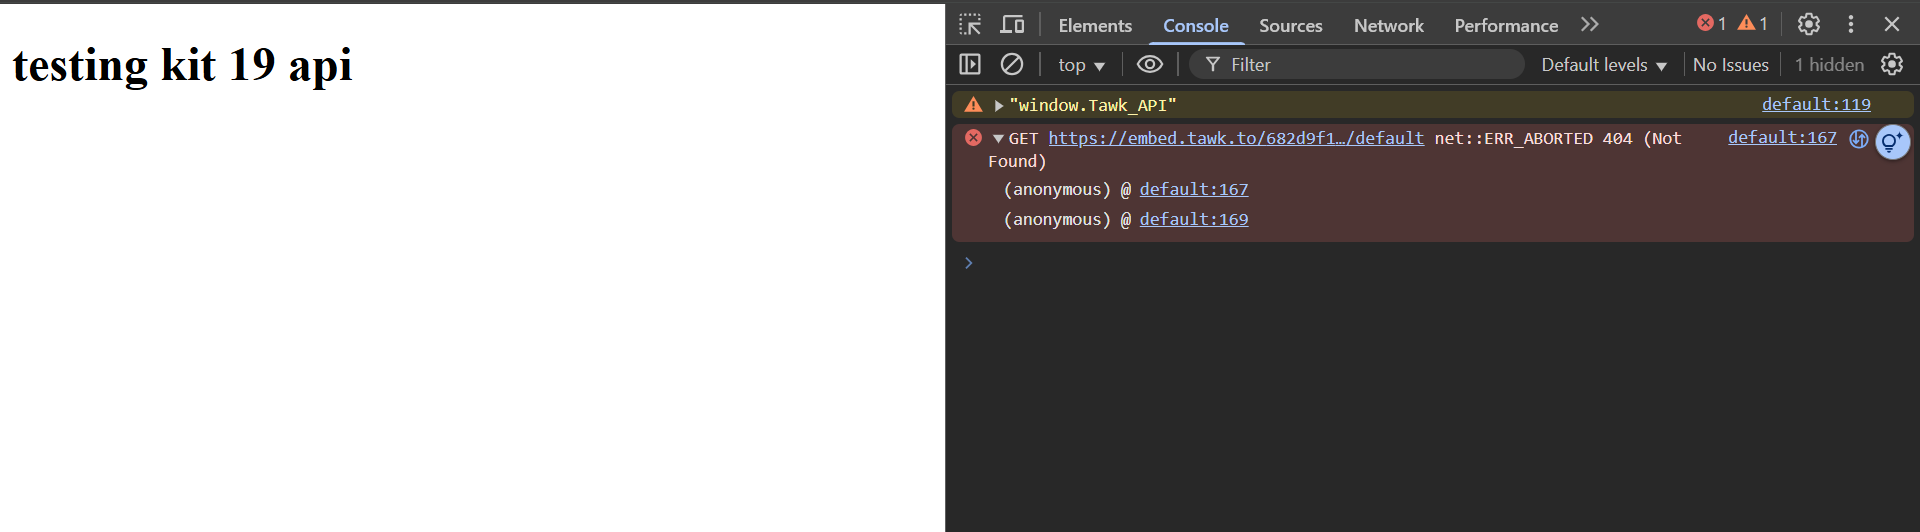 testing kit 19 api
Elements Console Sources Network Performance 1 1
top Filter Default levels No Issues 1 hidden
"window.Tawk_API" default:119
GET https://embed.tawk.to/682d9f1…/default net::ERR_ABORTED 404 (Not default:167
Found)
(anonymous) @ default:167
(anonymous) @ default:169